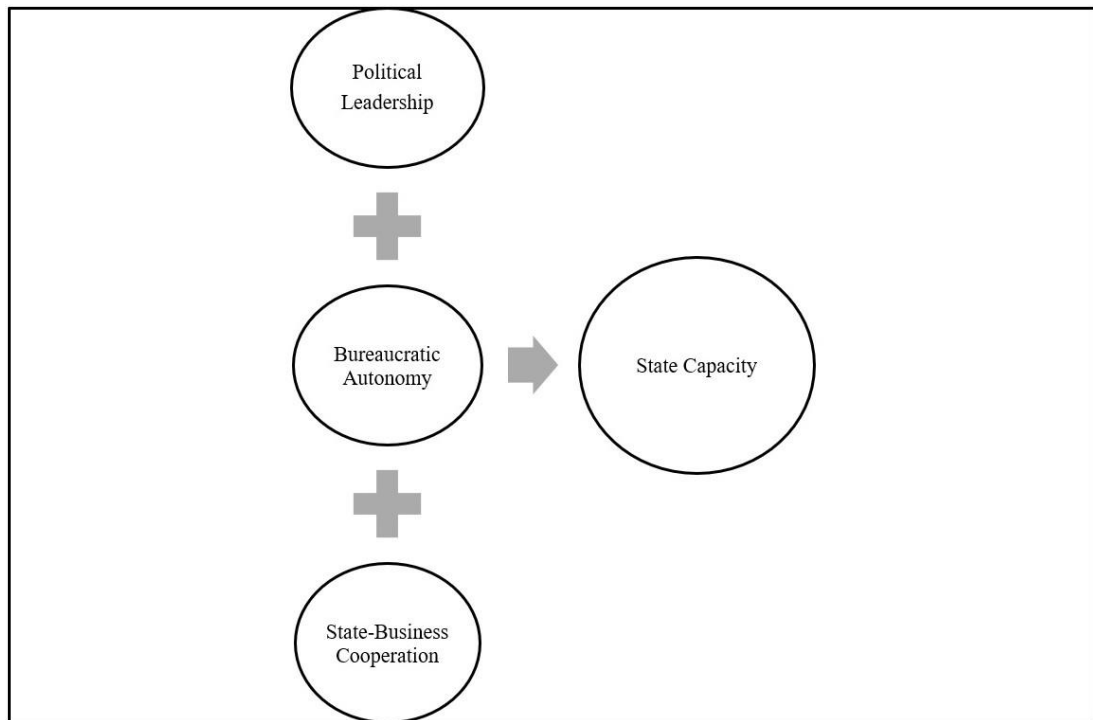 Political
Leadership
Bureaucratic
Autonomy
State Capacity
State-Business
Cooperation